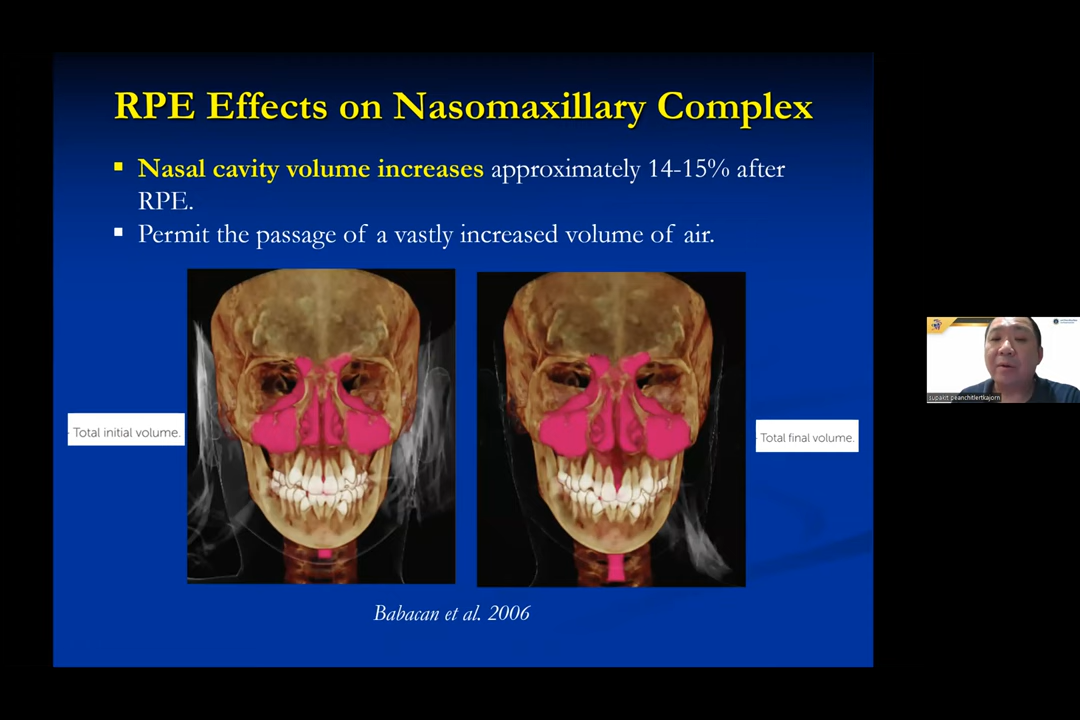 RPE Effects on Nasomaxillary Complex
Nasal cavity volume increases approximately 14-15% after
RPE.
Permit the passage of a vastly increased volume of air.
Total initial volume.
Total final volume.
Babacan et al. 2006